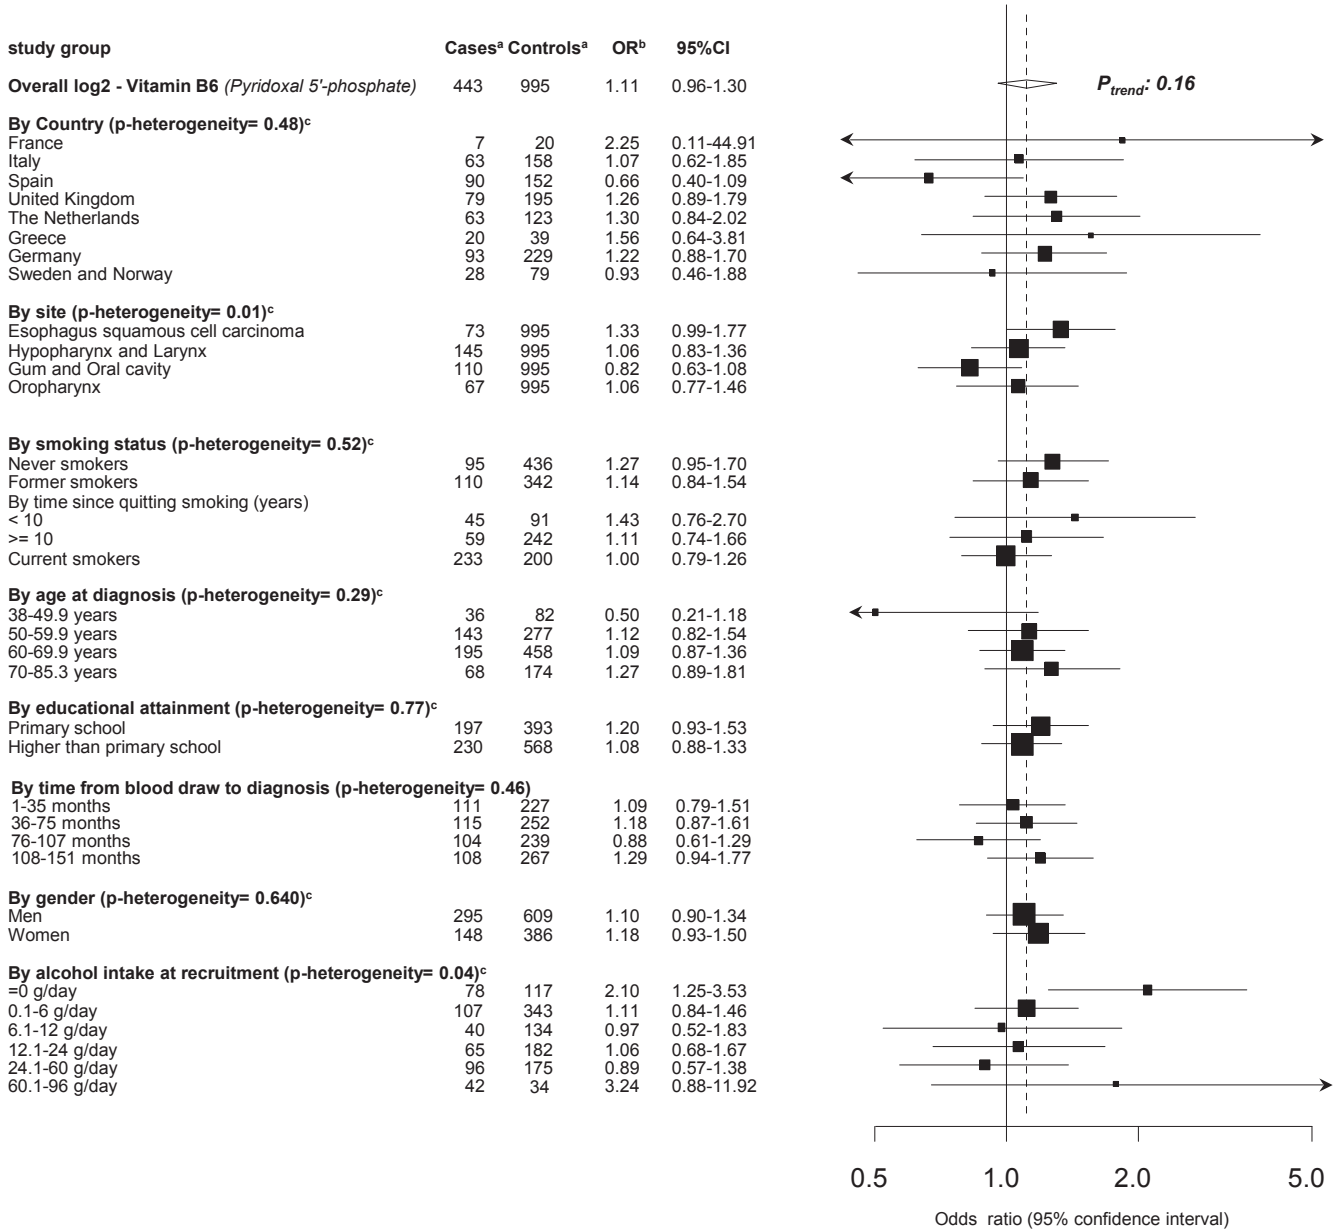 study group Casesᵃ Controlsᵃ ORᵇ 95%CI
Overall log2 - Vitamin B6 (Pyridoxal 5'-phosphate) 443 995 1.11 0.96-1.30 Ptrend: 0.16
By Country (p-heterogeneity= 0.48)ᶜ
France 7 20 2.25 0.11-44.91
Italy 63 158 1.07 0.62-1.85
Spain 90 152 0.66 0.40-1.09
United Kingdom 79 195 1.26 0.89-1.79
The Netherlands 63 123 1.30 0.84-2.02
Greece 20 39 1.56 0.64-3.81
Germany 93 229 1.22 0.88-1.70
Sweden and Norway 28 79 0.93 0.46-1.88
By site (p-heterogeneity= 0.01)ᶜ
Esophagus squamous cell carcinoma 73 995 1.33 0.99-1.77
Hypopharynx and Larynx 145 995 1.06 0.83-1.36
Gum and Oral cavity 110 995 0.82 0.63-1.08
Oropharynx 67 995 1.06 0.77-1.46
By smoking status (p-heterogeneity= 0.52)ᶜ
Never smokers 95 436 1.27 0.95-1.70
Former smokers 110 342 1.14 0.84-1.54
By time since quitting smoking (years)
< 10 45 91 1.43 0.76-2.70
>= 10 59 242 1.11 0.74-1.66
Current smokers 233 200 1.00 0.79-1.26
By age at diagnosis (p-heterogeneity= 0.29)ᶜ
38-49.9 years 36 82 0.50 0.21-1.18
50-59.9 years 143 277 1.12 0.82-1.54
60-69.9 years 195 458 1.09 0.87-1.36
70-85.3 years 68 174 1.27 0.89-1.81
By educational attainment (p-heterogeneity= 0.77)ᶜ
Primary school 197 393 1.20 0.93-1.53
Higher than primary school 230 568 1.08 0.88-1.33
By time from blood draw to diagnosis (p-heterogeneity= 0.46)
1-35 months 111 227 1.09 0.79-1.51
36-75 months 115 252 1.18 0.87-1.61
76-107 months 104 239 0.88 0.61-1.29
108-151 months 108 267 1.29 0.94-1.77
By gender (p-heterogeneity= 0.640)ᶜ
Men 295 609 1.10 0.90-1.34
Women 148 386 1.18 0.93-1.50
By alcohol intake at recruitment (p-heterogeneity= 0.04)ᶜ
=0 g/day 78 117 2.10 1.25-3.53
0.1-6 g/day 107 343 1.11 0.84-1.46
6.1-12 g/day 40 134 0.97 0.52-1.83
12.1-24 g/day 65 182 1.06 0.68-1.67
24.1-60 g/day 96 175 0.89 0.57-1.38
60.1-96 g/day 42 34 3.24 0.88-11.92
0.5 1.0 2.0 5.0
Odds ratio (95% confidence interval)